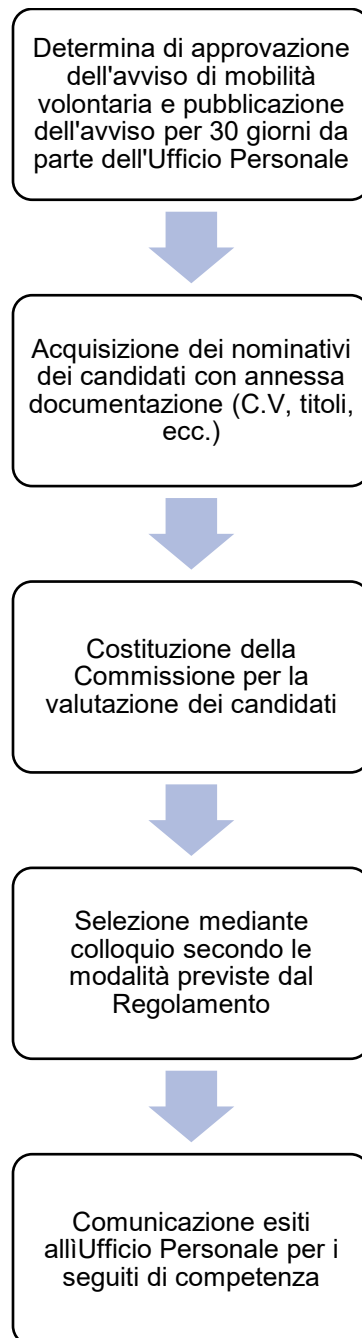 Determina di approvazione
dell'avviso di mobilità
volontaria e pubblicazione
dell'avviso per 30 giorni da
parte dell'Ufficio Personale
Acquisizione dei nominativi
dei candidati con annessa
documentazione (C.V, titoli,
ecc.)
Costituzione della
Commissione per la
valutazione dei candidati
Selezione mediante
colloquio secondo le
modalità previste dal
Regolamento
Comunicazione esiti
allìUfficio Personale per i
seguiti di competenza